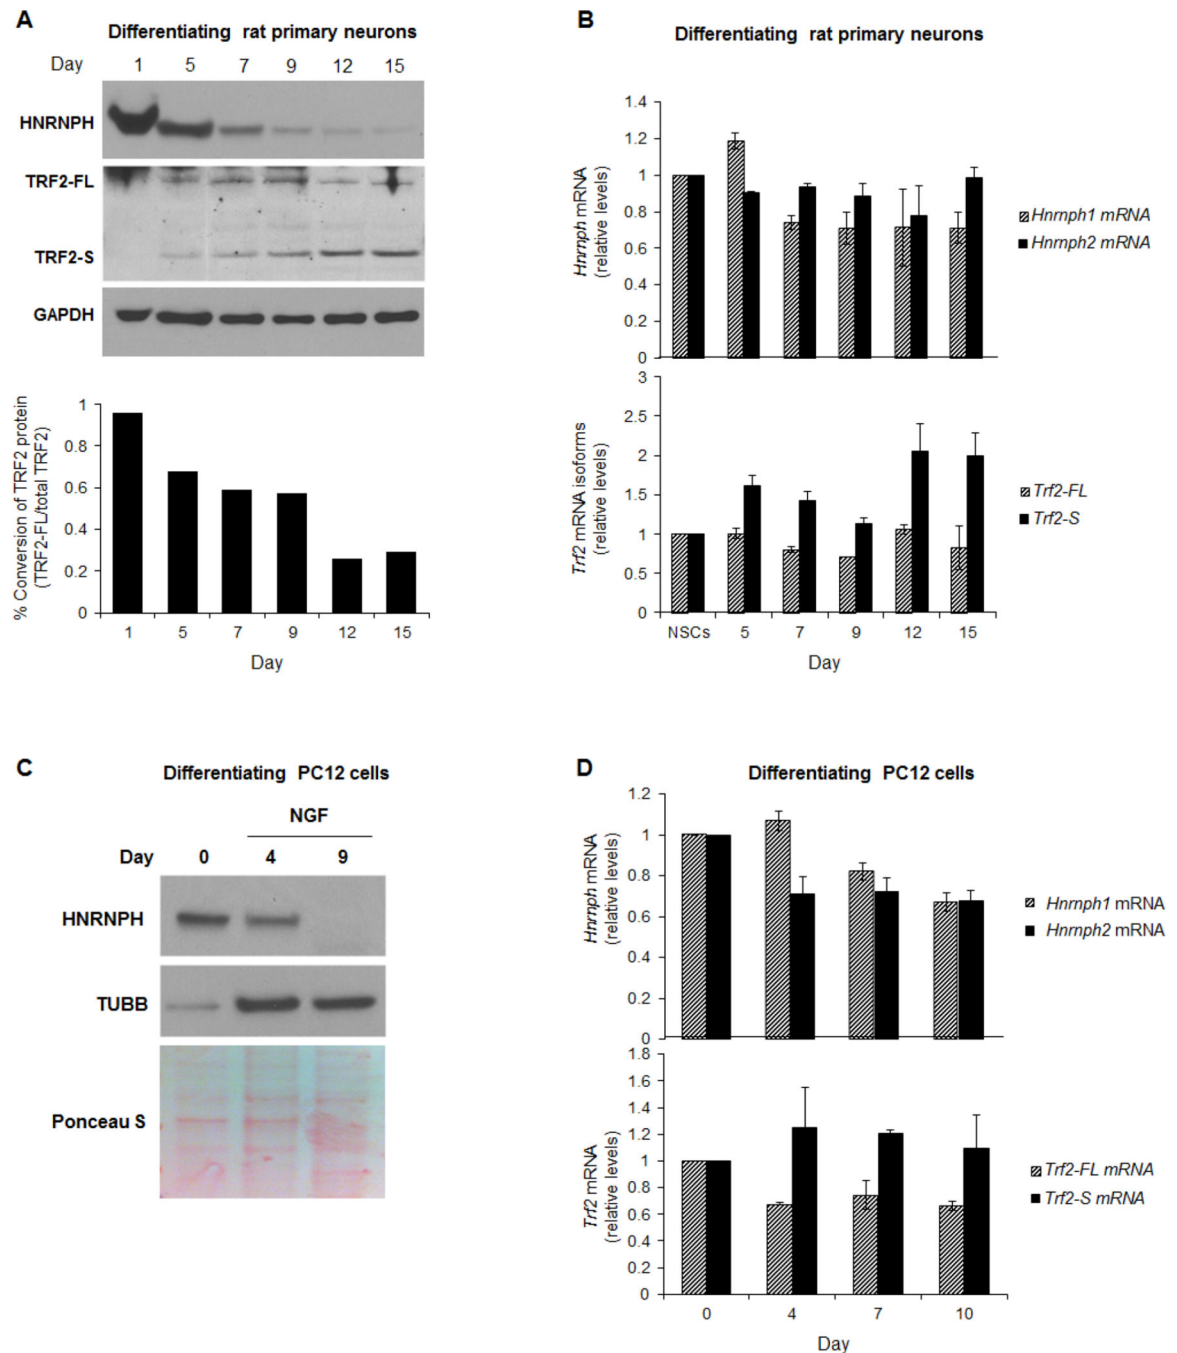 A
Differentiating rat primary neurons
Day 1 5 7 9 12 15
HNRNPH
TRF2-FL
TRF2-S
GAPDH
% Conversion of TRF2 protein
(TRF2-FL/total TRF2)
1
0.8
0.6
0.4
0.2
0
1 5 7 9 12 15
Day
B
Differentiating rat primary neurons
Hnrnph mRNA
(relative levels)
1.4
1.2
1
0.8
0.6
0.4
0.2
0
Hnrnph1 mRNA
Hnrnph2 mRNA
Trf2 mRNA isoforms
(relative levels)
3
2.5
2
1.5
1
0.5
0
Trf2-FL
Trf2-S
NSCs 5 7 9 12 15
Day
C
Differentiating PC12 cells
NGF
Day 0 4 9
HNRNPH
TUBB
Ponceau S
D
Differentiating PC12 cells
Hnrnph mRNA
(relative levels)
1.2
1
0.8
0.6
0.4
0.2
0
Hnrnph1 mRNA
Hnrnph2 mRNA
Trf2 mRNA
(relative levels)
1.8
1.6
1.4
1.2
1
0.8
0.6
0.4
0.2
0
Trf2-FL mRNA
Trf2-S mRNA
0 4 7 10
Day